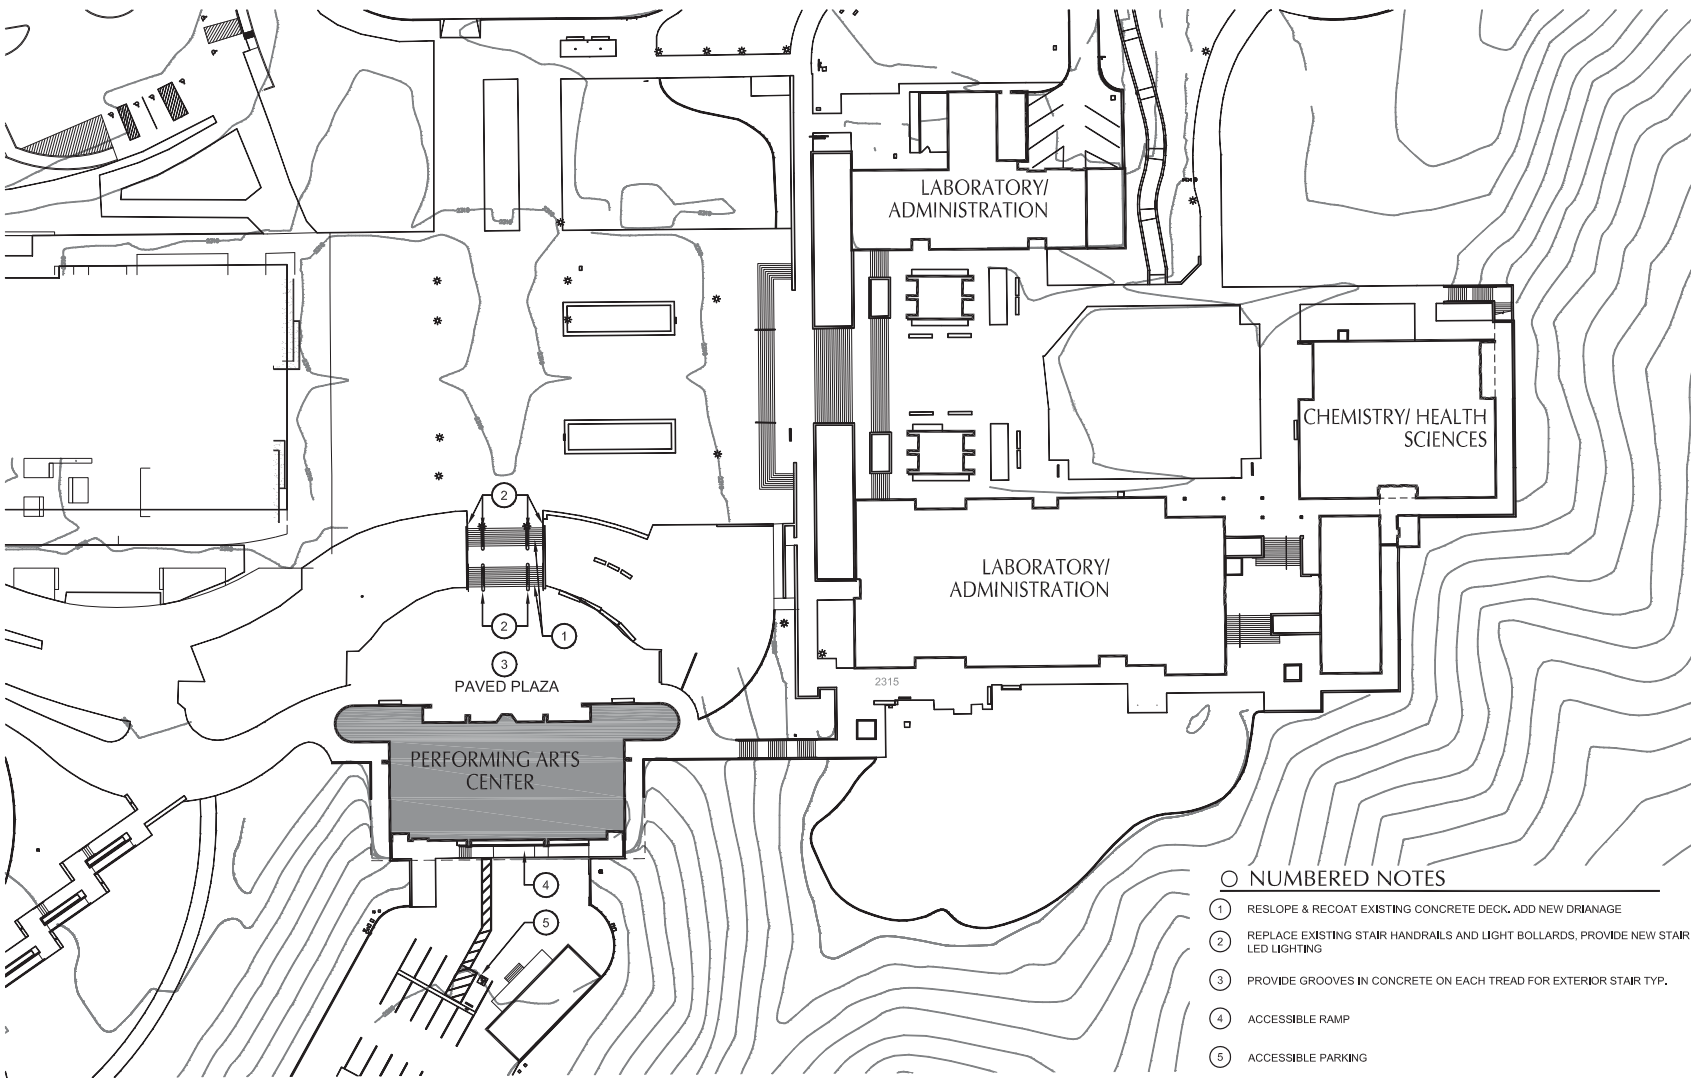 LABORATORY/
ADMINISTRATION
CHEMISTRY/ HEALTH
SCIENCES
2
LABORATORY/
ADMINISTRATION
2
1
3
PAVED PLAZA
2315
PERFORMING ARTS
CENTER
4
5
NUMBERED NOTES
1 RESLOPE & RECOAT EXISTING CONCRETE DECK. ADD NEW DRIANAGE
2 REPLACE EXISTING STAIR HANDRAILS AND LIGHT BOLLARDS, PROVIDE NEW STAIR
LED LIGHTING
3 PROVIDE GROOVES IN CONCRETE ON EACH TREAD FOR EXTERIOR STAIR TYP.
4 ACCESSIBLE RAMP
5 ACCESSIBLE PARKING